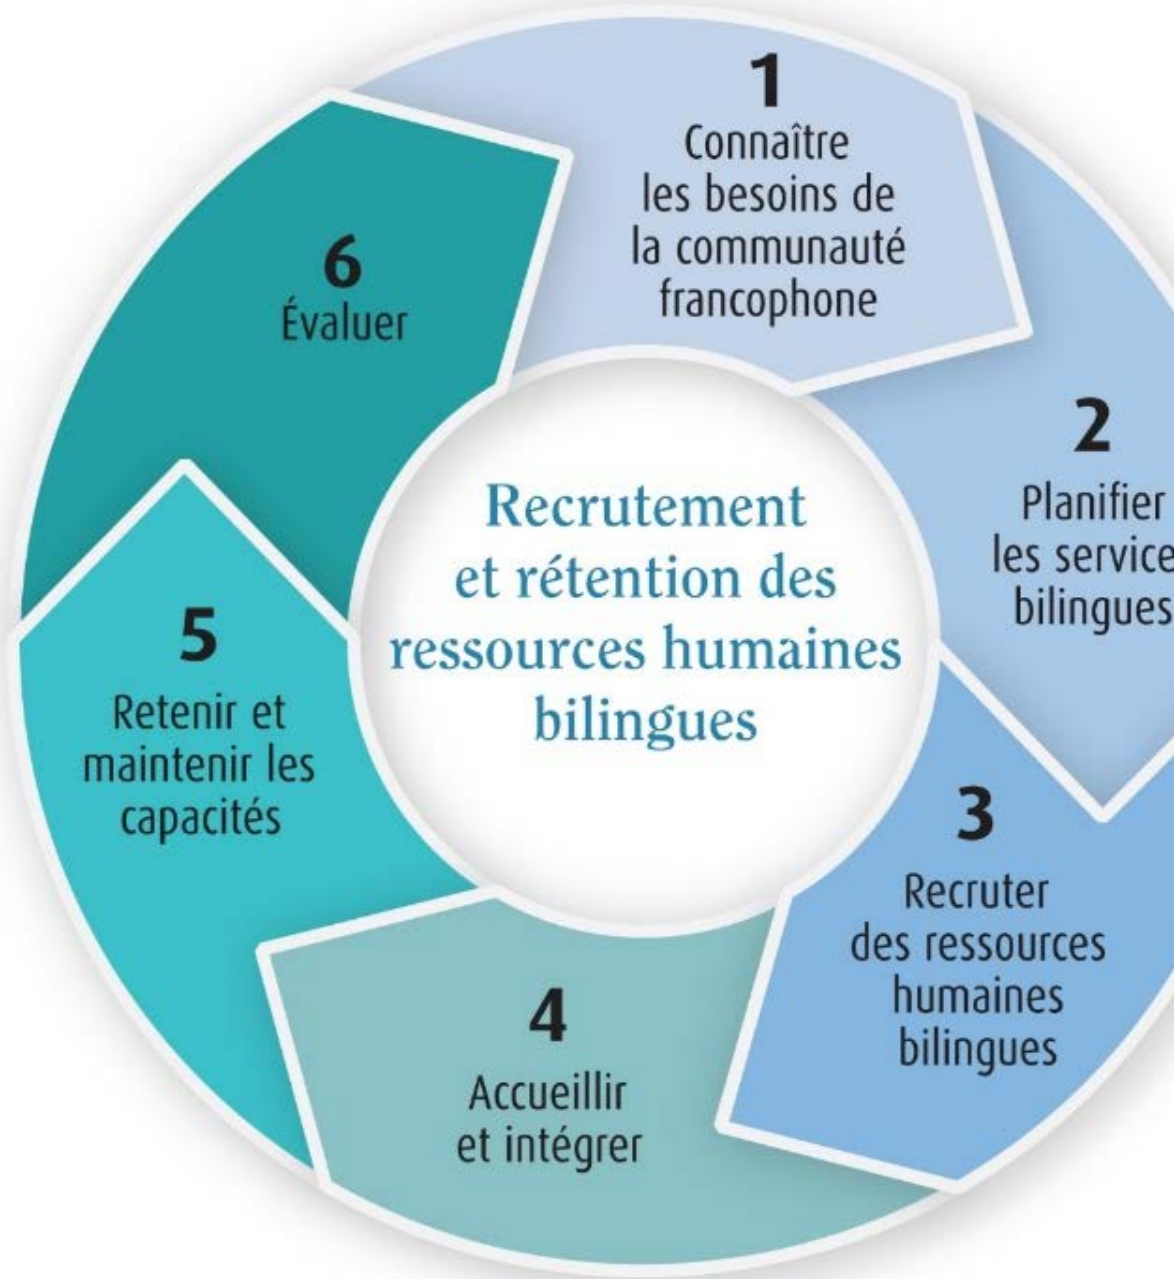 1
Connaître
les besoins de
la communauté
francophone
2
Planifier
les service
bilingues
3
Recruter
des ressources
humaines
bilingues
4
Accueillir
et intégrer
5
Retenir et
maintenir les
capacités
6
Évaluer
Recrutement
et rétention des
ressources humaines
bilingues